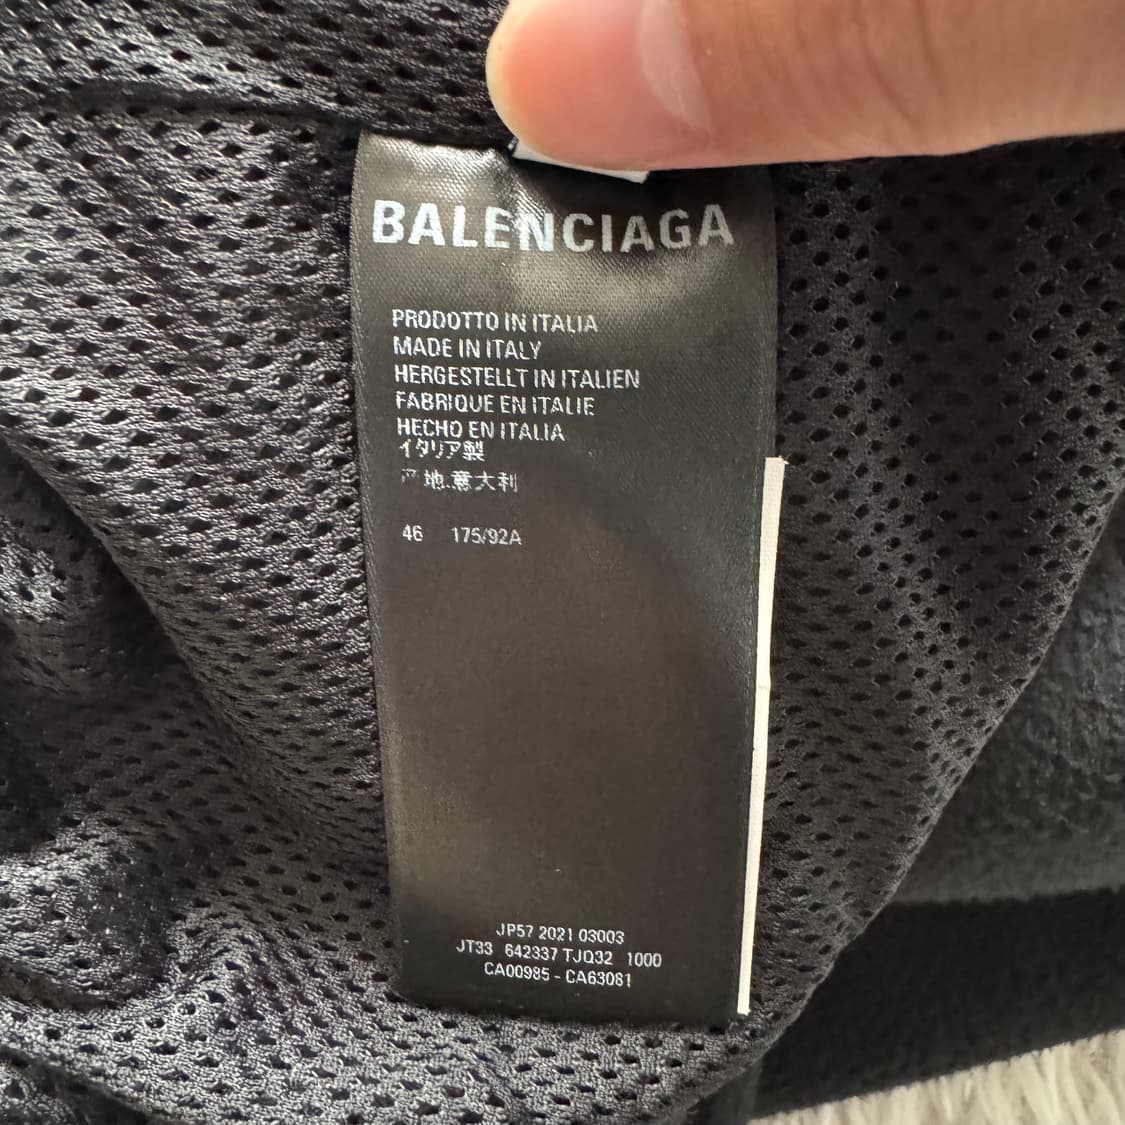 BALENCIAGA
PRODOTTO IN ITALIA
MADE IN ITALY
HERGESTELLT IN ITALIEN
FABRIQUE EN ITALIE
HECHO EN ITALIA
イタリア製
产地意大利
46 175/92A
JP57 2021 03003
JT33 642337 TJQ32 1000
CA00985 - CA63081